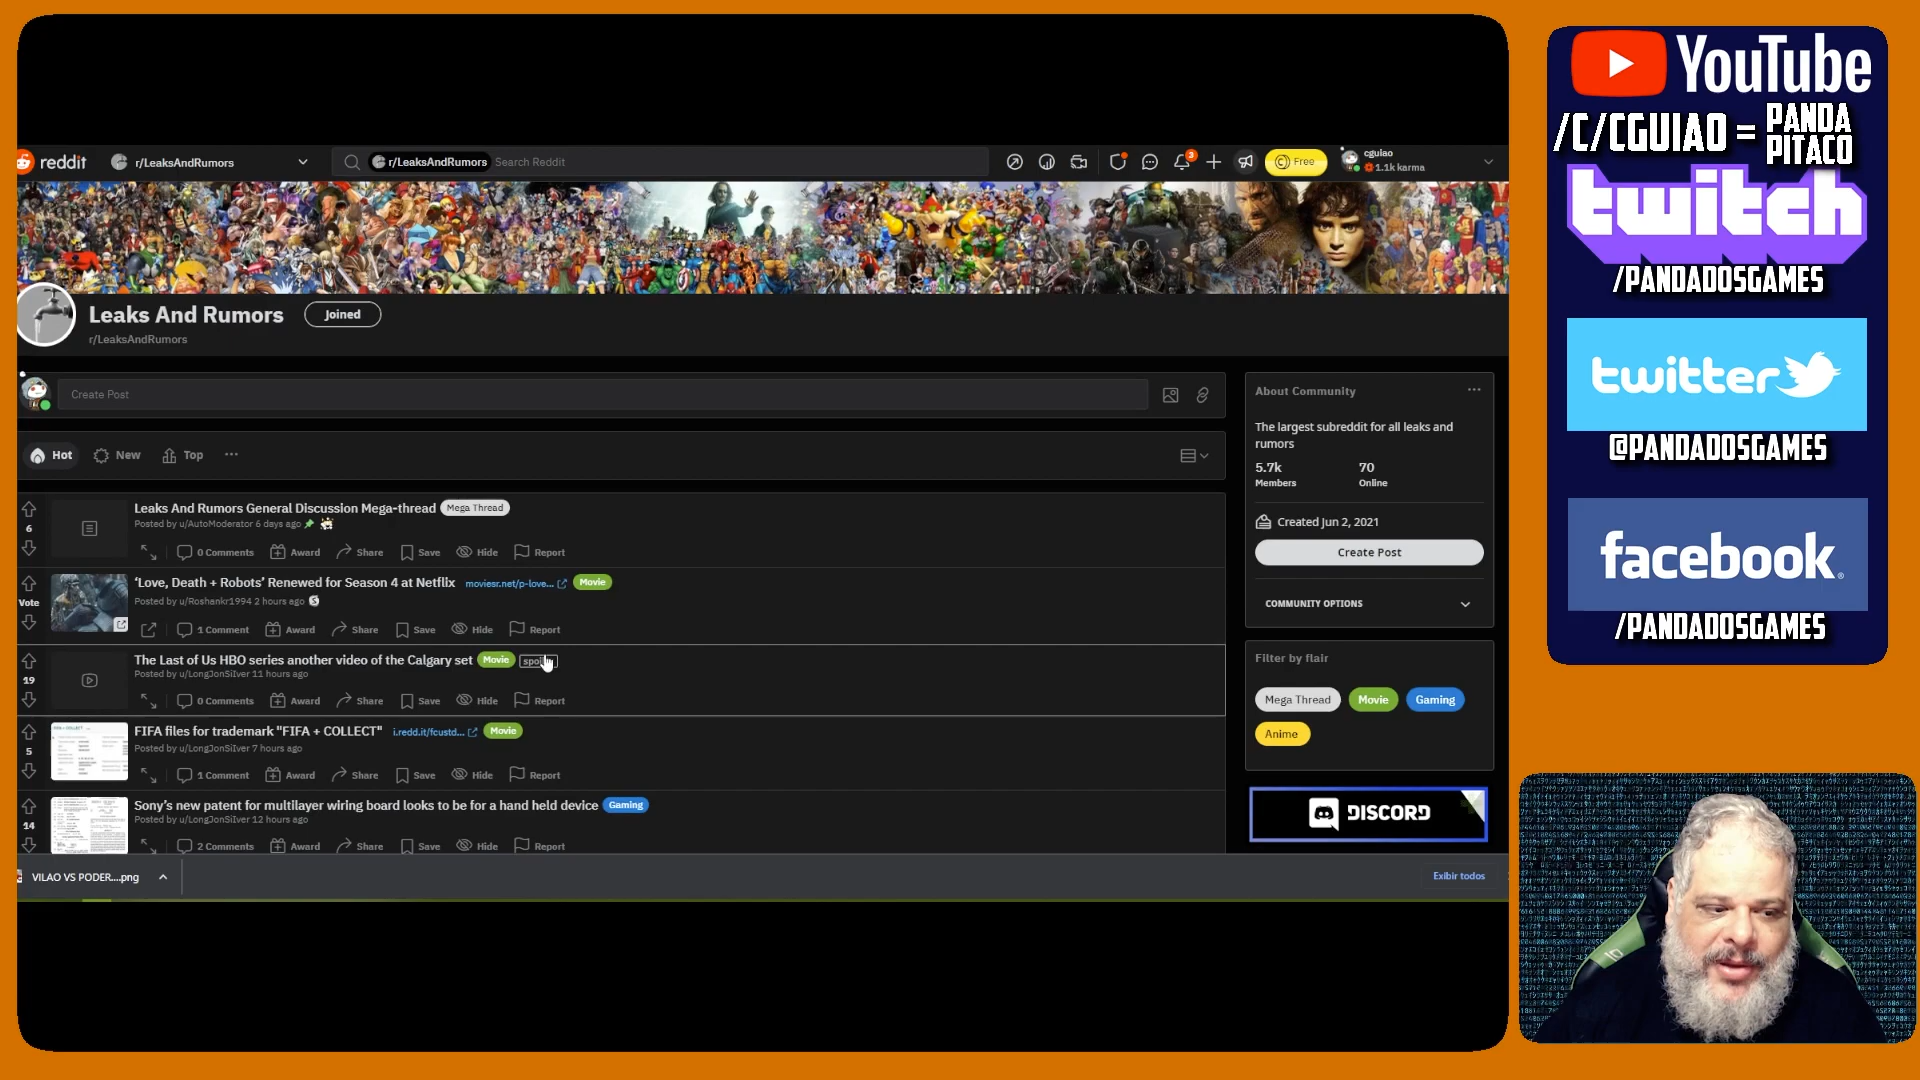 reddit
r/LeaksAndRumors
r/LeaksAndRumors Search Reddit
3
Free
cguiao
1.1k karma
Leaks And Rumors
Joined
r/LeaksAndRumors
Create Post
Hot New Top
6
Leaks And Rumors General Discussion Mega-thread Mega Thread
Posted by u/AutoModerator 6 days ago
0 Comments Award Share Save Hide Report
Vote
'Love, Death + Robots' Renewed for Season 4 at Netflix moviesr.net/p-love... Movie
Posted by u/Roshankr1994 2 hours ago
1 Comment Award Share Save Hide Report
19
The Last of Us HBO series another video of the Calgary set Movie
Posted by u/LongJonSilver 11 hours ago
0 Comments Award Share Save Hide Report
5
FIFA files for trademark "FIFA + COLLECT" i.redd.it/fcustd... Movie
Posted by u/LongJonSilver 7 hours ago
1 Comment Award Share Save Hide Report
14
Sony's new patent for multilayer wiring board looks to be for a hand held device Gaming
Posted by u/LongJonSilver 12 hours ago
2 Comments Award Share Save Hide Report
About Community
The largest subreddit for all leaks and
rumors
5.7k 70
Members Online
Created Jun 2, 2021
Create Post
COMMUNITY OPTIONS
Filter by flair
Mega Thread Movie Gaming
Anime
DISCORD
VILAO VS PODER....png
Exibir todos
YouTube
/C/CGUIAO = PANDA
PITACO
twitch
/PANDADOSGAMES
twitter
@PANDADOSGAMES
facebook
/PANDADOSGAMES